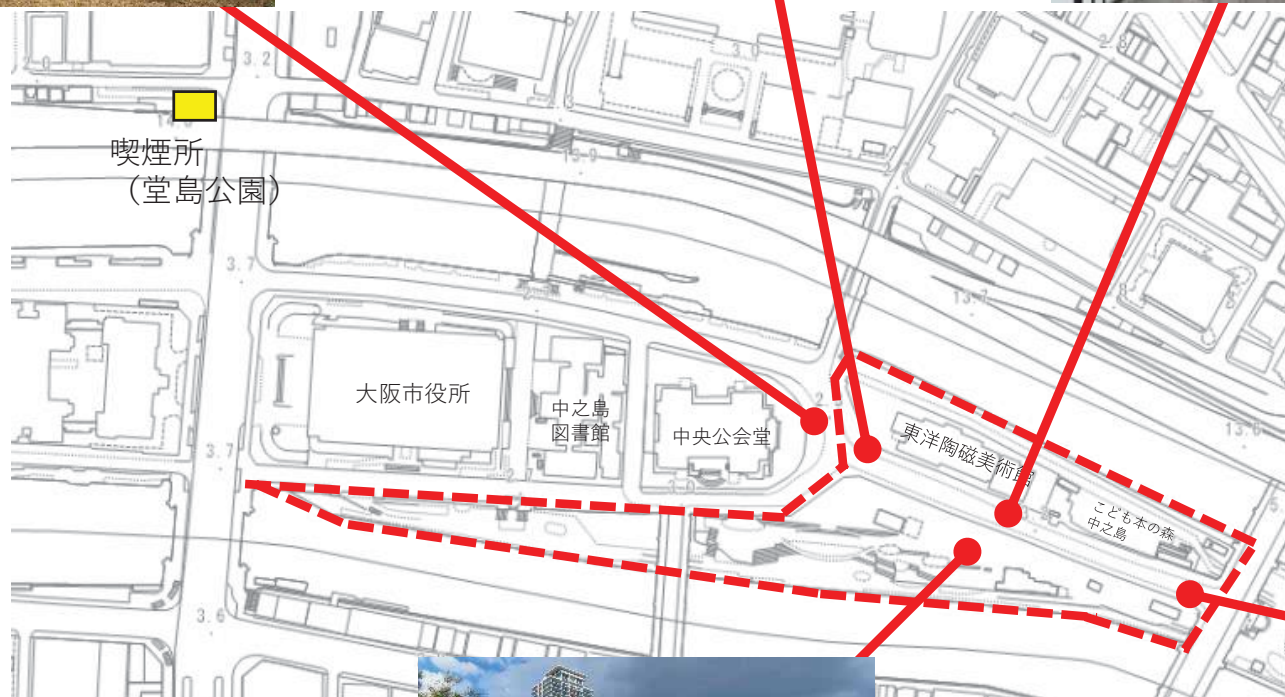 3.2
3.0
2.8
14.0
喫煙所
（堂島公園）
13.9
3.7
13.7
大阪市役所
中之島
図書館
中央公会堂
東洋陶磁美術館
こども本の森
中之島
13.6
3.7
3.6